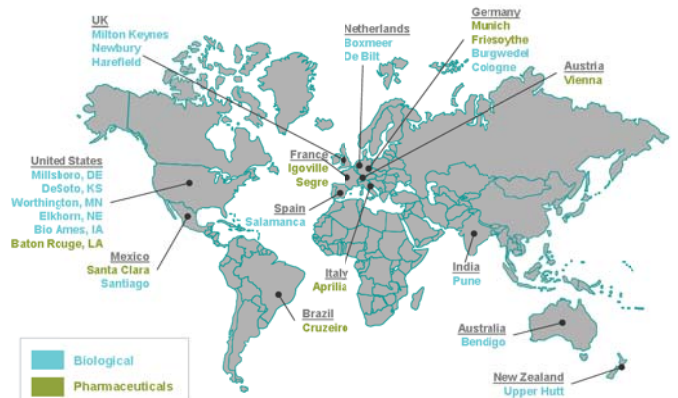 UK
Milton Keynes
Newbury
Harefield
Netherlands
Boxmeer
De Bilt
Germany
Munich
Friesoythe
Burgwedel
Cologne
Austria
Vienna
United States
Millsboro, DE
DeSoto, KS
Worthington, MN
Elkhorn, NE
Bio Ames, IA
Baton Rouge, LA
France
Igoville
Segre
Spain
Salamanca
Mexico
Santa Clara
Santiago
Italy
Aprilia
Brazil
Cruzeiro
India
Pune
Australia
Bendigo
New Zealand
Upper Hutt
Biological
Pharmaceuticals